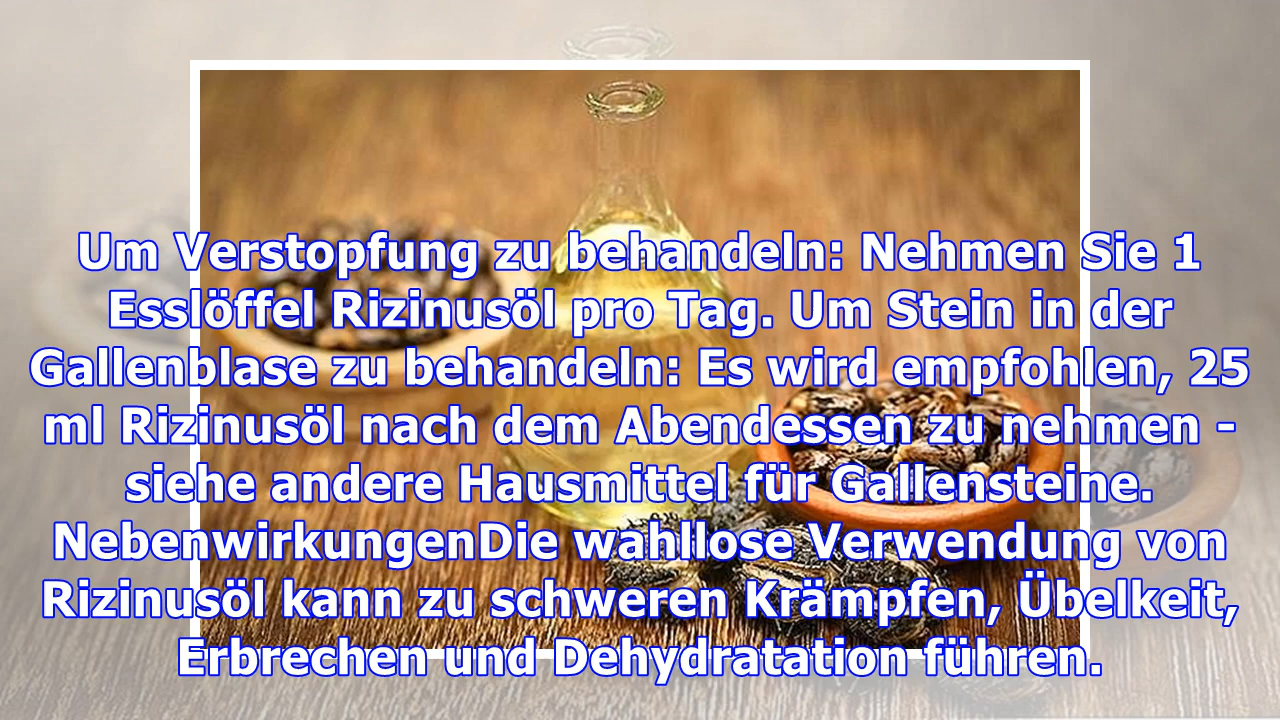 Um Verstopfung zu behandeln: Nehmen Sie 1
Esslöffel Rizinusöl pro Tag. Um Stein in der
Gallenblase zu behandeln: Es wird empfohlen, 25
ml Rizinusöl nach dem Abendessen zu nehmen -
siehe andere Hausmittel für Gallensteine.
NebenwirkungenDie wahllose Verwendung von
Rizinusöl kann zu schweren Krämpfen, Übelkeit,
Erbrechen und Dehydratation führen.